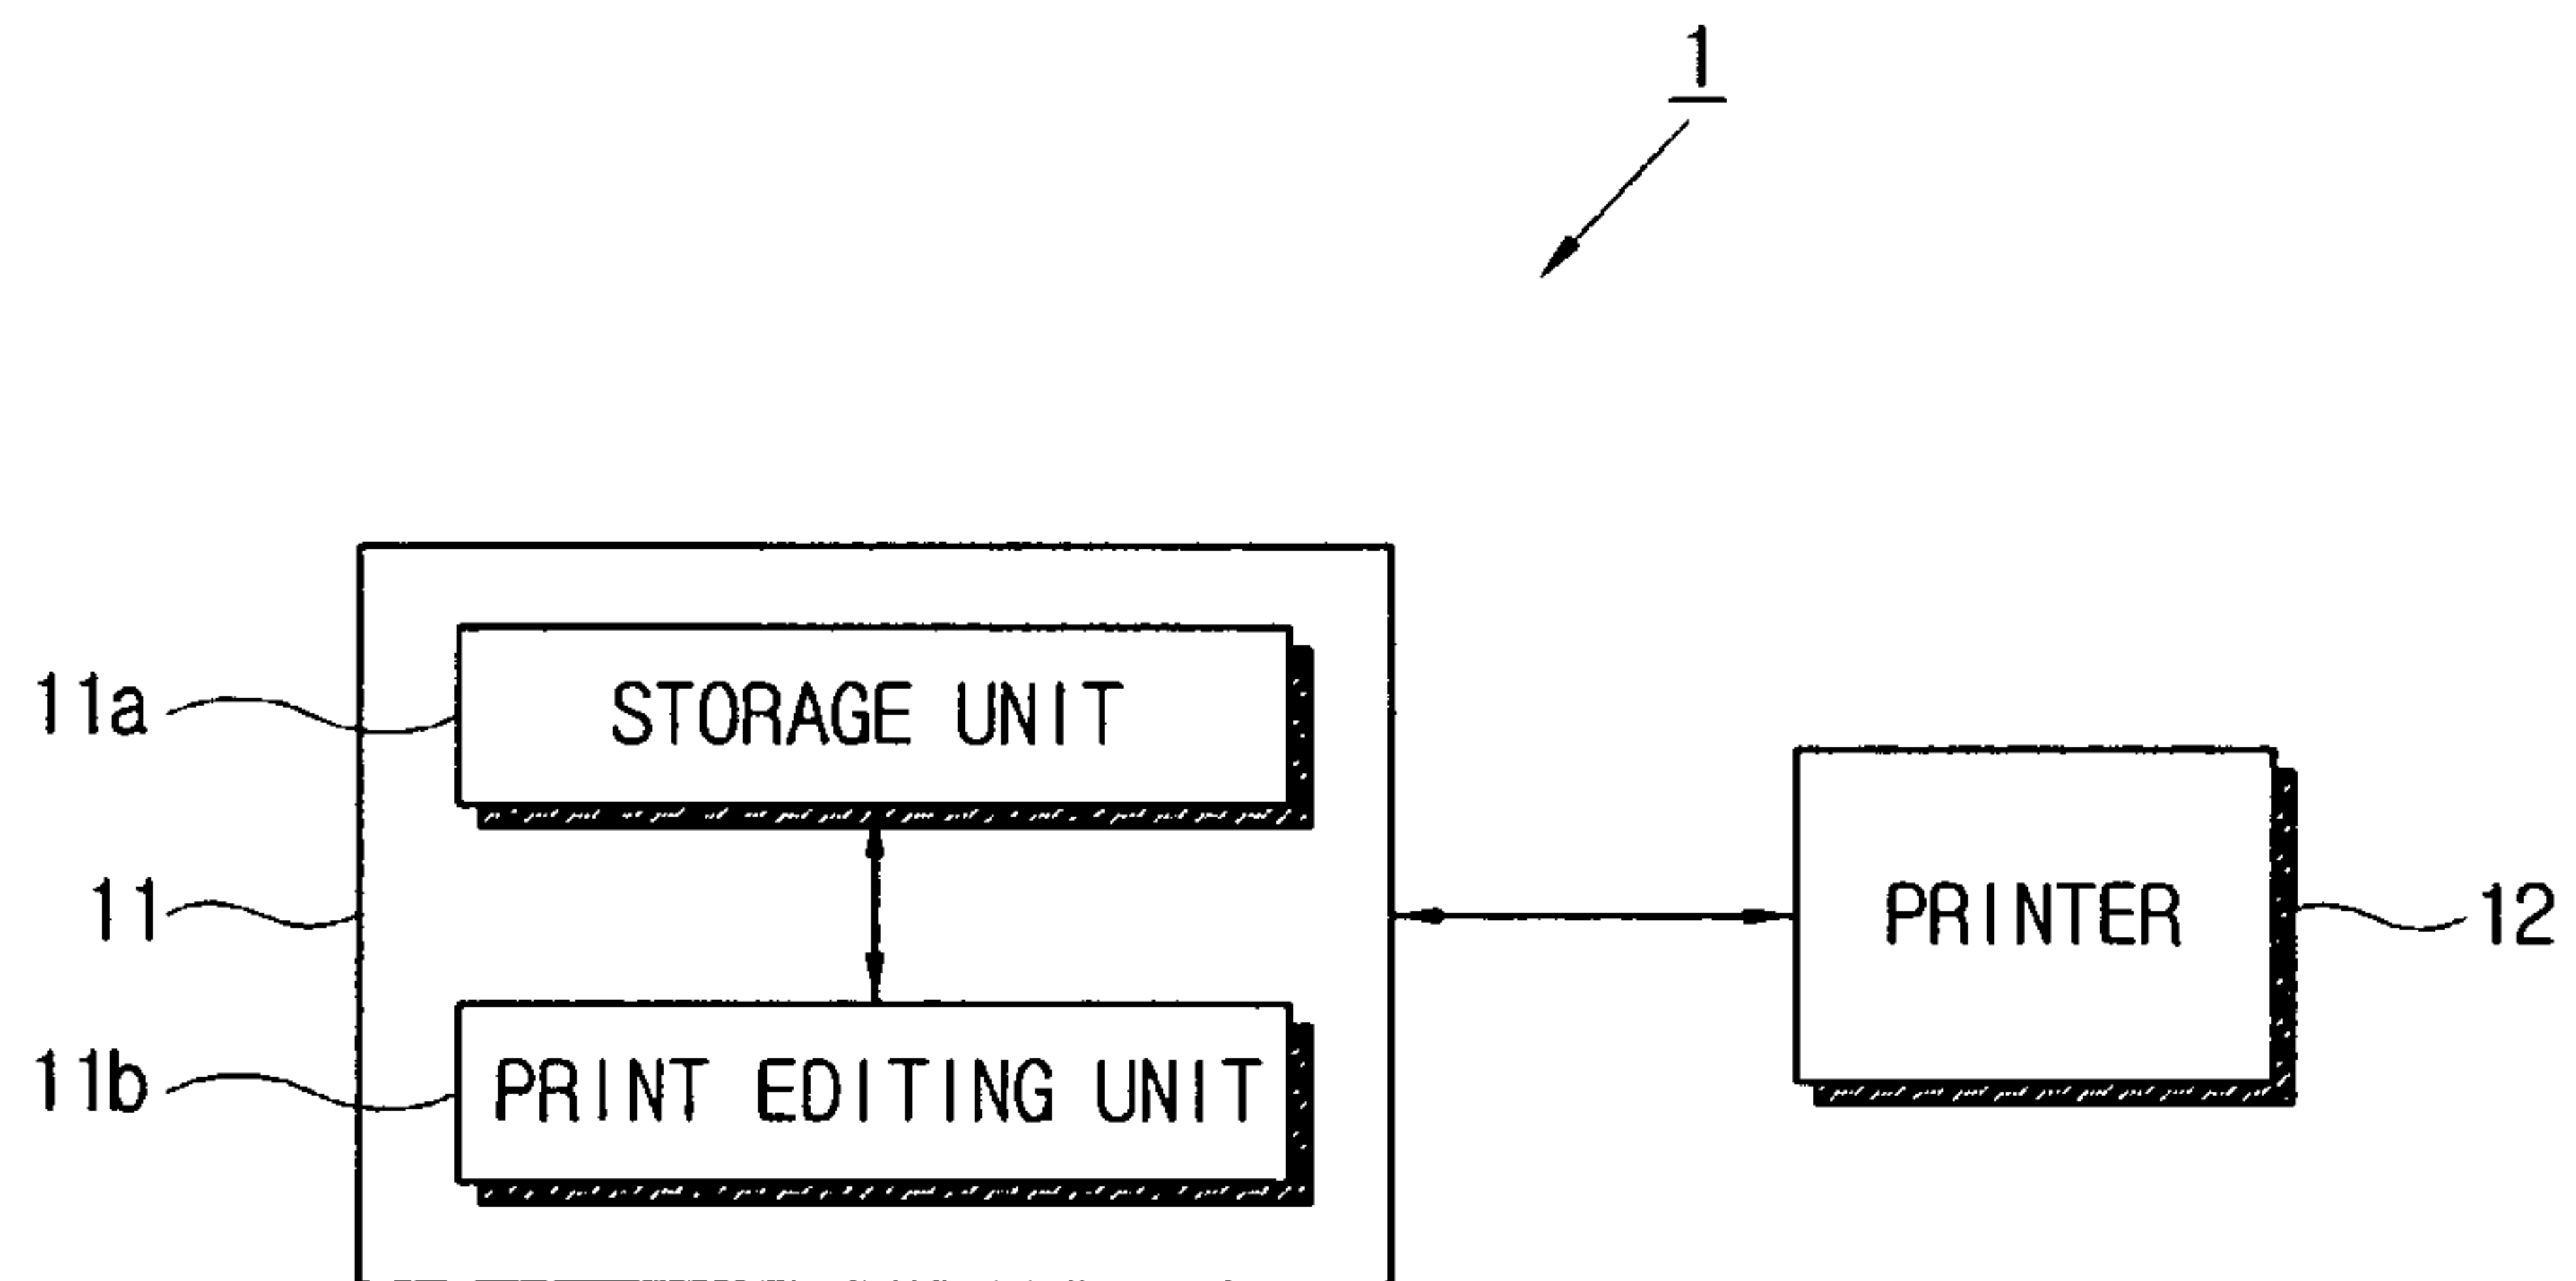 1
11a
STORAGE UNIT
11
PRINTER
12
11b
PRINT EDITING UNIT